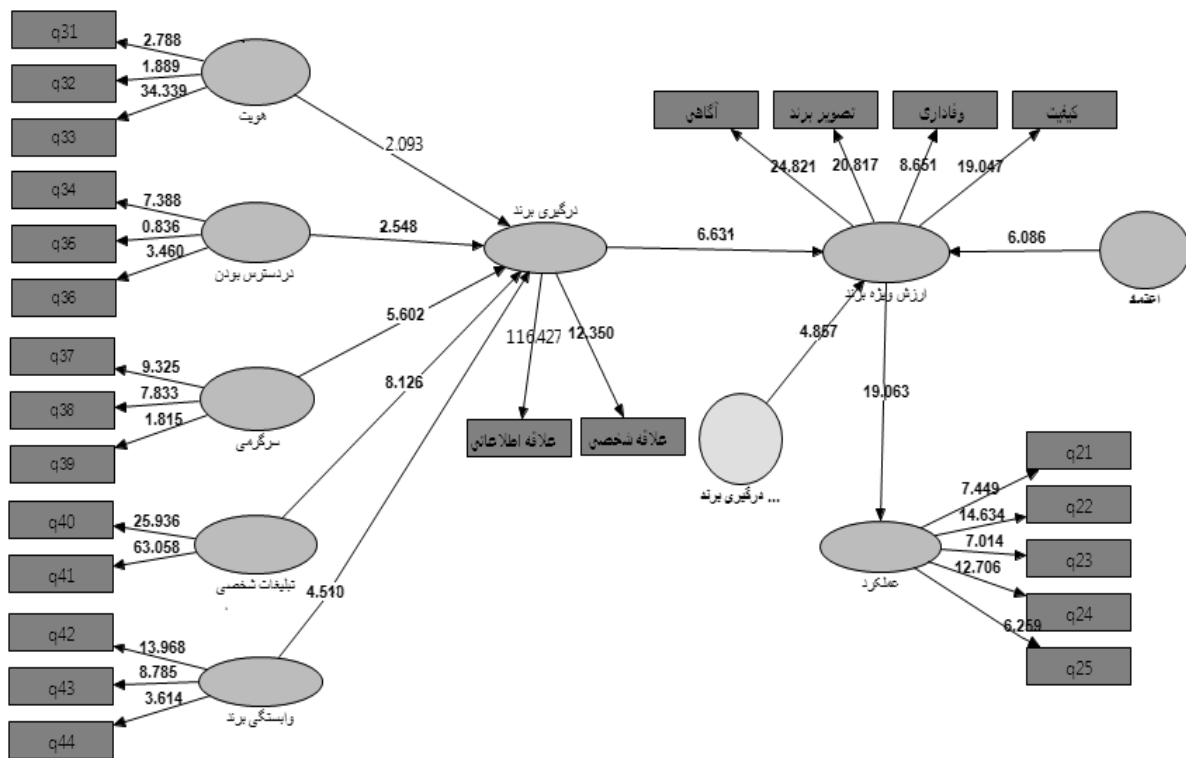 q31
2.788
q32
1.889
34.339
q33
هویت
2.093
q34
7.388
q35
0.836
3.460
q36
دردسترس بودن
2.548
q37
9.325
q38
7.833
1.815
q39
سرگرمی
5.602
q40
25.936
63.058
q41
تبلیغات شخصی
8.126
q42
13.968
q43
8.785
3.614
q44
وابستگی برند
4.510
درگیری برند
116.427
12.350
علاقه اطلاعاتی
علاقه شخصی
6.631
آگاهی
تصویر برند
وفاداری
کیفیت
24.821
20.817
8.651
19.047
ارزش ویژه برند
6.086
اعتماد
4.857
درگیری برند ...
19.063
عملکرد
q21
7.449
q22
14.634
q23
7.014
12.706
q24
6.259
q25